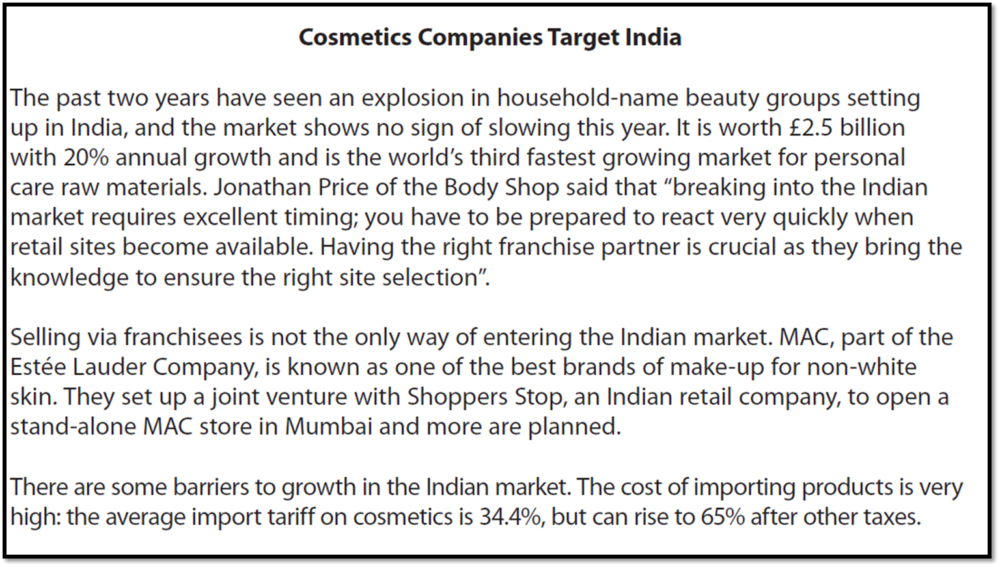 Cosmetics Companies Target India
The past two years have seen an explosion in household-name beauty groups setting
up in India, and the market shows no sign of slowing this year. It is worth £2.5 billion
with 20% annual growth and is the world’s third fastest growing market for personal
care raw materials. Jonathan Price of the Body Shop said that “breaking into the Indian
market requires excellent timing; you have to be prepared to react very quickly when
retail sites become available. Having the right franchise partner is crucial as they bring the
knowledge to ensure the right site selection”.
Selling via franchisees is not the only way of entering the Indian market. MAC, part of the
Estée Lauder Company, is known as one of the best brands of make-up for non-white
skin. They set up a joint venture with Shoppers Stop, an Indian retail company, to open a
stand-alone MAC store in Mumbai and more are planned.
There are some barriers to growth in the Indian market. The cost of importing products is very
high: the average import tariff on cosmetics is 34.4%, but can rise to 65% after other taxes.